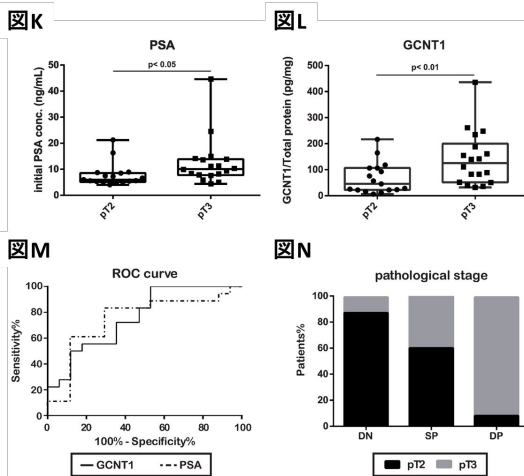 図K
PSA
p< 0.05
initial PSA conc. (ng/mL)
50
40
30
20
10
0
pT2
pT3
図L
GCNT1
p< 0.01
GCNT1/Total protein (pg/mg)
500
400
300
200
100
0
pT2
pT3
図M
ROC curve
Sensitivity%
100
80
60
40
20
0
0 20 40 60 80 100
100% - Specificity%
GCNT1 PSA
図N
pathological stage
Patients%
100
80
60
40
20
0
DN SP DP
pT2 pT3